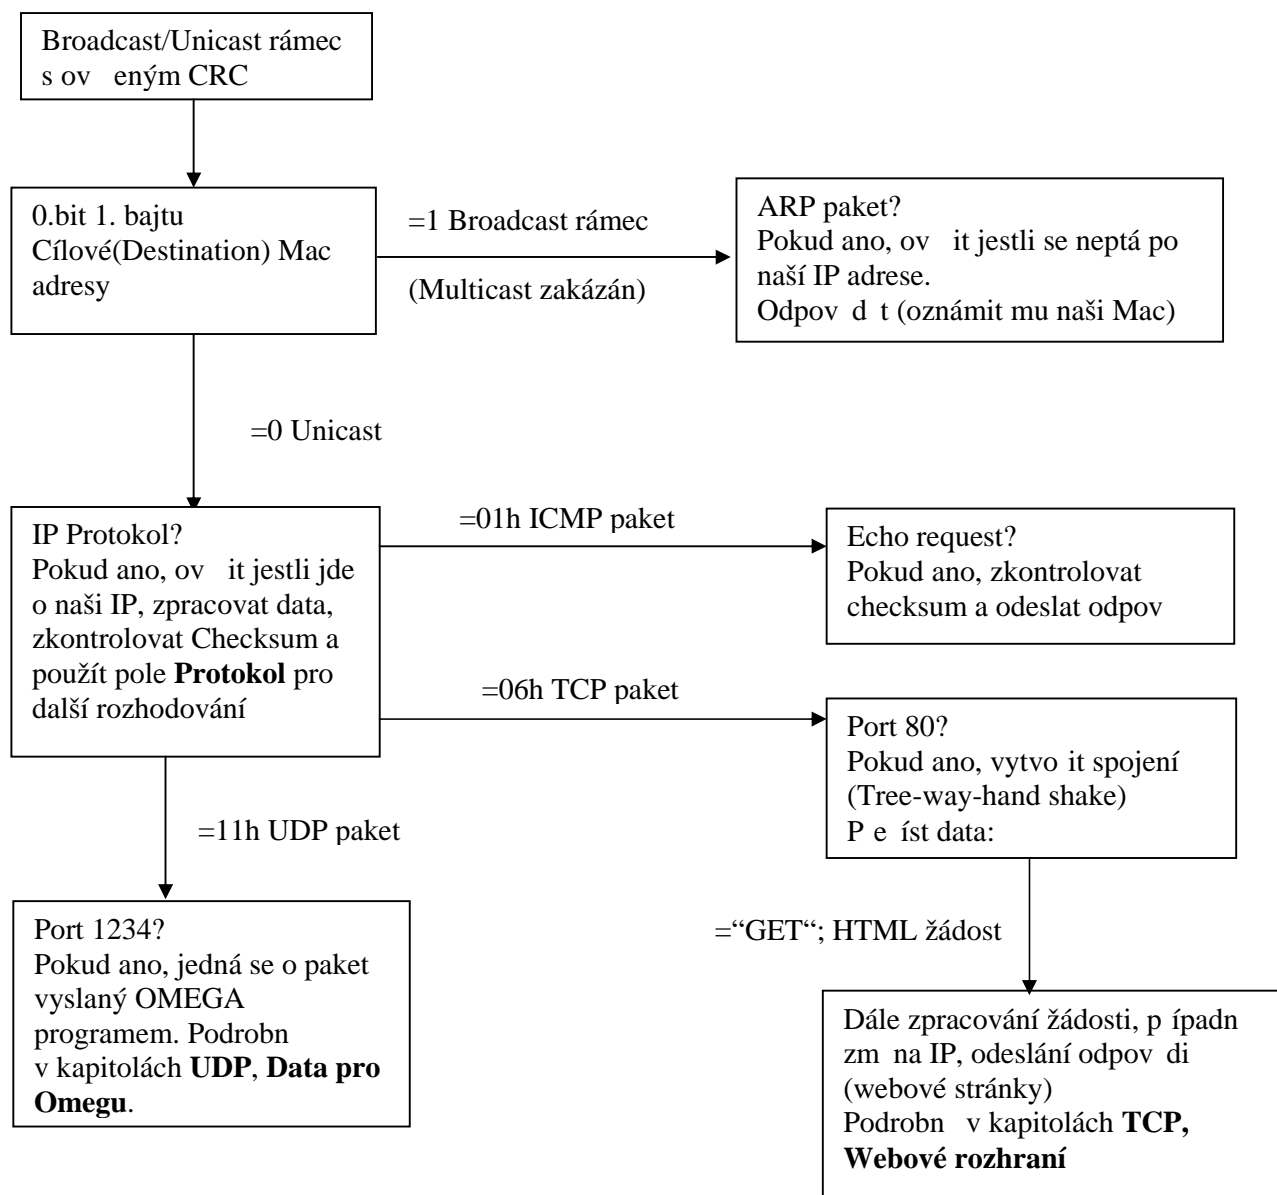 Broadcast/Unicast rámec
s ov eným CRC
0.bit 1. bajtu
Cílové(Destination) Mac
adresy
=1 Broadcast rámec
(Multicast zakázán)
ARP paket?
Pokud ano, ov it jestli se neptá po
naší IP adrese.
Odpov d t (oznámit mu naši Mac)
=0 Unicast
IP Protokol?
Pokud ano, ov it jestli jde
o naši IP, zpracovat data,
zkontrolovat Checksum a
použít pole Protokol pro
další rozhodování
=01h ICMP paket
Echo request?
Pokud ano, zkontrolovat
checksum a odeslat odpov
=06h TCP paket
Port 80?
Pokud ano, vytvo it spojení
(Tree-way-hand shake)
P e íst data:
=11h UDP paket
Port 1234?
Pokud ano, jedná se o paket
vyslaný OMEGA
programem. Podrobn
v kapitolách UDP, Data pro
Omegu.
=“GET“; HTML žádost
Dále zpracování žádosti, p ípadn
zm na IP, odeslání odpov di
(webové stránky)
Podrobn v kapitolách TCP,
Webové rozhraní